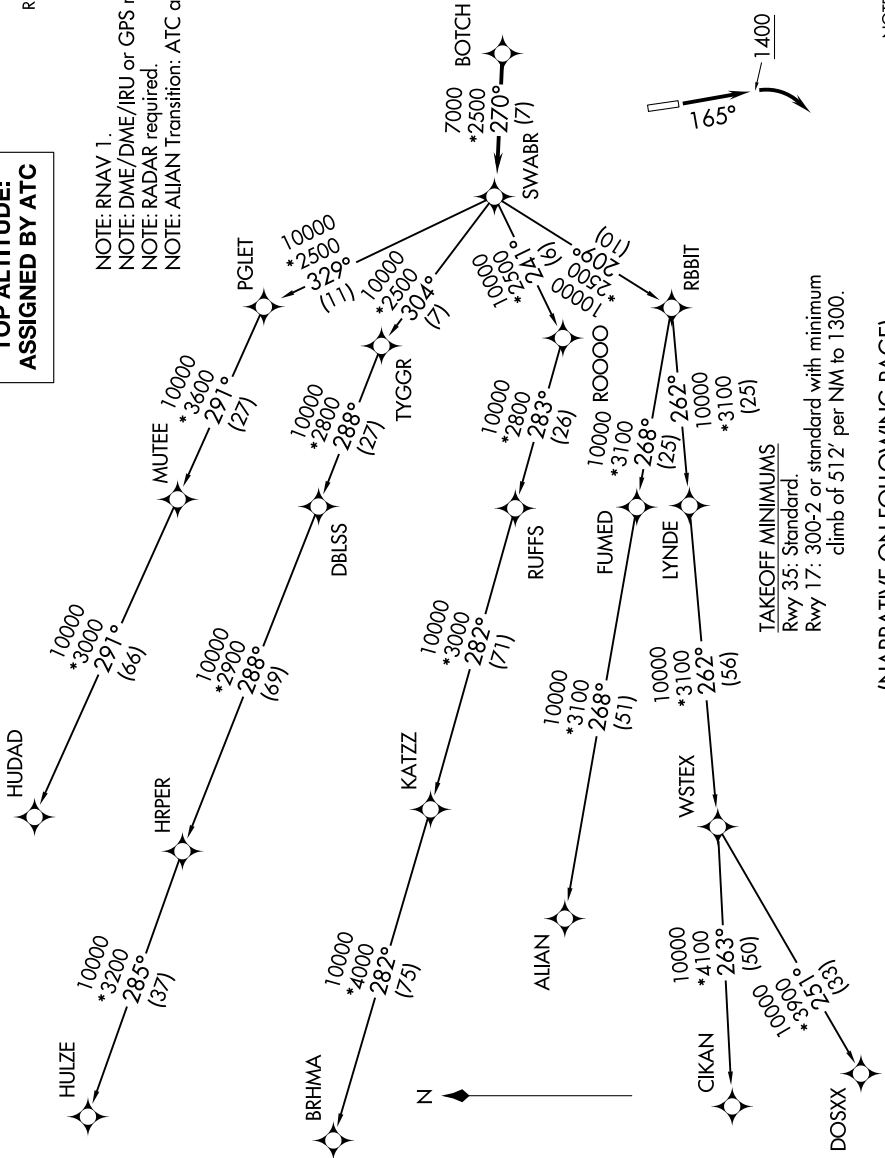 TOP ALTITUDE:
ASSIGNED BY ATC
NOTE: RNAV 1.
NOTE: DME/DME/IRU or GPS
NOTE: RADAR required.
NOTE: ALIAN Transition: ATC
BOTCH
7000
*2500
270°
(7)
SWABR
1400
165°
PGLET
10000
*2500
329°
(11)
10000
*2500
304°
(7)
TYGGR
10000
*2500
241°
(9)
ROOOO
10000
*2500
209°
(10)
RBBIT
MUTEE
10000
*3600
291°
(27)
HUDAD
10000
*3000
291°
(66)
DBLSS
10000
*2800
288°
(27)
HRPER
10000
*2900
288°
(69)
HULZE
10000
*3200
285°
(37)
RUFFS
10000
*2800
283°
(26)
KATZZ
10000
*3000
282°
(71)
BRHMA
10000
*4000
282°
(75)
FUMED
10000
*3100
268°
(25)
ALIAN
10000
*3100
268°
(51)
LYNDE
262°
10000
*3100
(25)
WSTEX
10000
*3100
262°
(56)
CIKAN
10000
*4100
263°
(50)
DOSXX
10000
*3900
251°
(33)
N
TAKEOFF MINIMUMS
Rwy 35: Standard.
Rwy 17: 300-2 or standard with minimum
climb of 512' per NM to 1300.
(NARRATIVE ON FOLLOWING PAGE)
NOTE